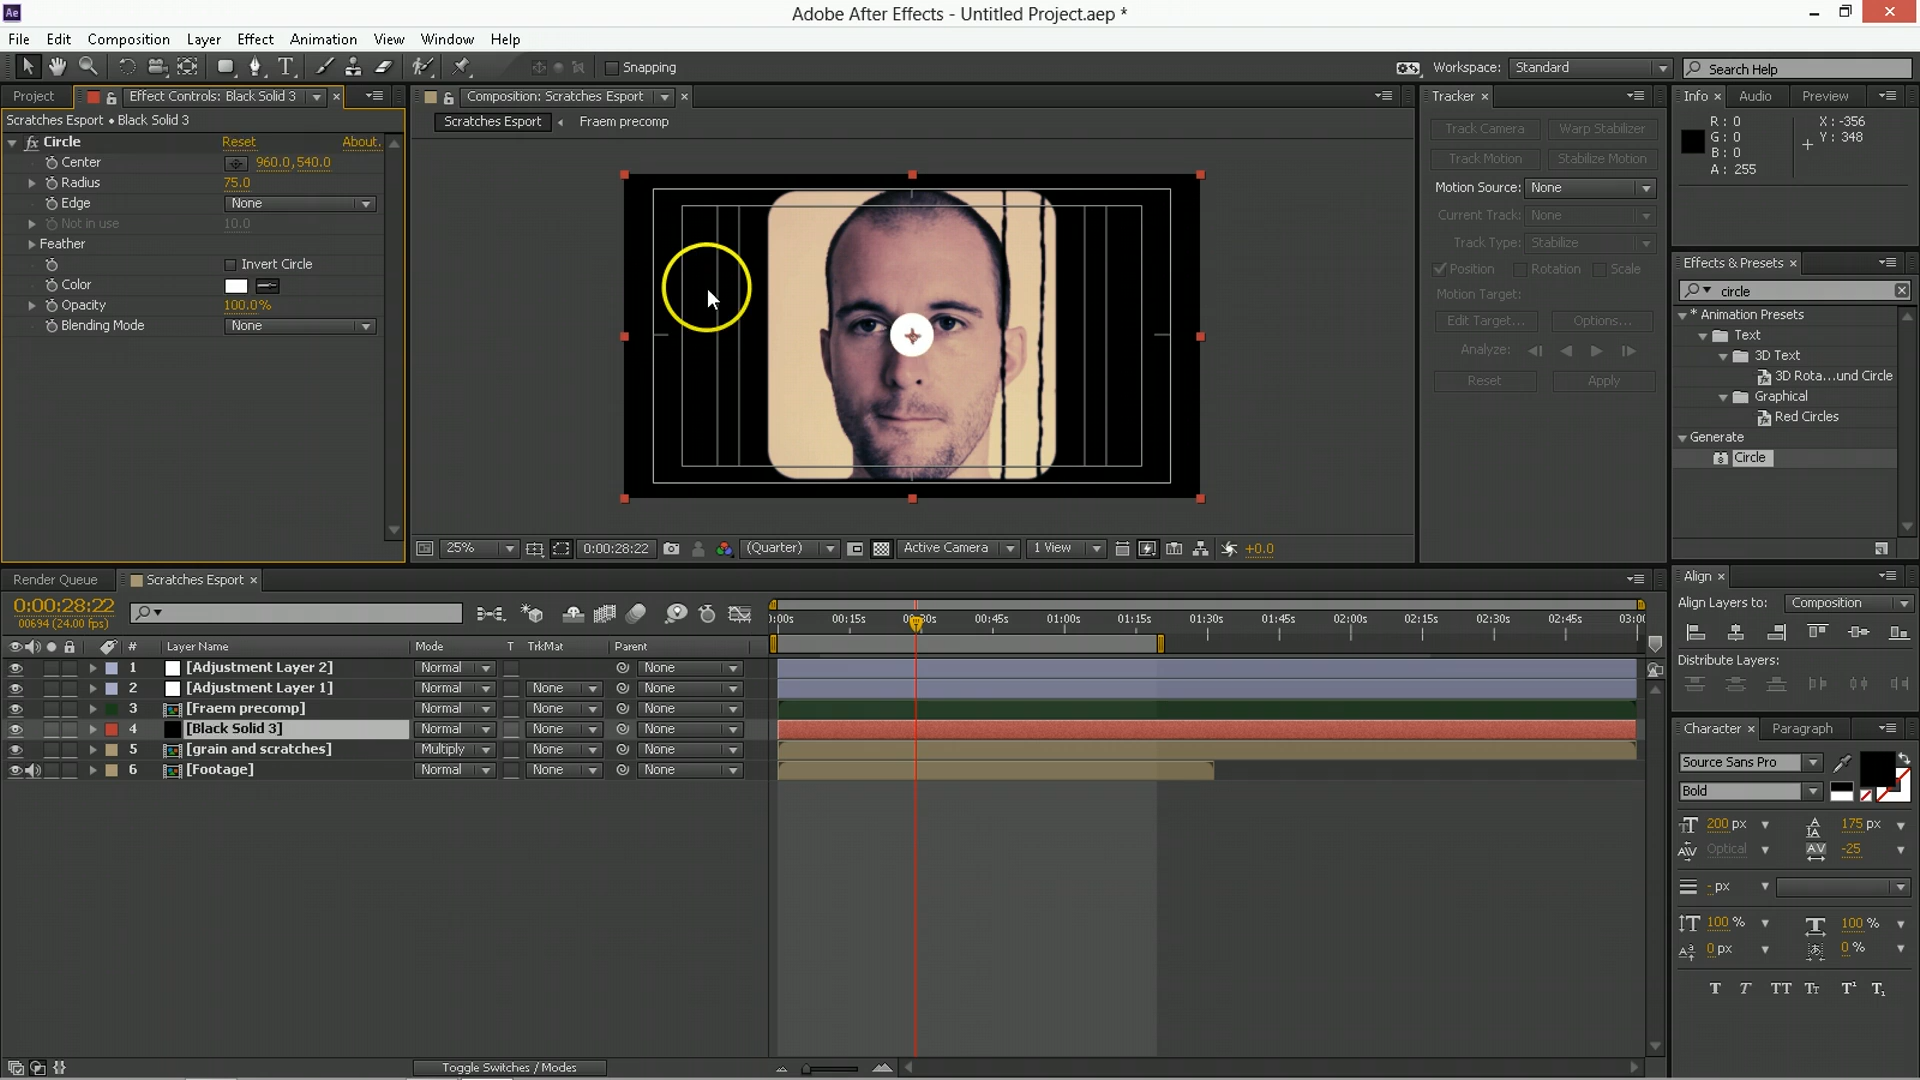 Ae
Adobe After Effects - Untitled Project.aep *
File Edit Composition Layer Effect Animation View Window Help
Snapping
Workspace: Standard
Search Help
Project
Effect Controls: Black Solid 3
Composition: Scratches Esport
Tracker
Info Audio Preview
Scratches Esport • Black Solid 3
Scratches Esport Fraem precomp
fx Circle Reset About.
Center 960.0,540.0
Radius 75.0
Edge None
Not in use 10.0
Feather
Invert Circle
Color
Opacity 100.0%
Blending Mode None
Track Camera Warp Stabilizer
Track Motion Stabilize Motion
Motion Source: None
Current Track: None
Track Type: Stabilize
Position Rotation Scale
Motion Target:
Edit Target... Options...
Analyze:
Reset Apply
R: 0
G: 0
B: 0
A: 255
X: -356
Y: 348
Effects & Presets
circle
* Animation Presets
Text
3D Text
3D Rota...und Circle
Graphical
Red Circles
Generate
Circle
25% 0:00:28:22 (Quarter) Active Camera 1 View +0.0
Render Queue Scratches Esport
0:00:28:22
00694 (24.00 fps)
):00s 00:15s 00:30s 00:45s 01:00s 01:15s 01:30s 01:45s 02:00s 02:15s 02:30s 02:45s 03:00
# Layer Name Mode T TrkMat Parent
1 [Adjustment Layer 2] Normal None
2 [Adjustment Layer 1] Normal None None
3 [Fraem precomp] Normal None None
4 [Black Solid 3] Normal None None
5 [grain and scratches] Multiply None None
6 [Footage] Normal None None
Toggle Switches / Modes
Align
Align Layers to: Composition
Distribute Layers:
Character Paragraph
Source Sans Pro
Bold
200 px 175 px
Optical -25
- px
100 % 100 %
0 px 0 %
T T TT Tt T¹ T₁